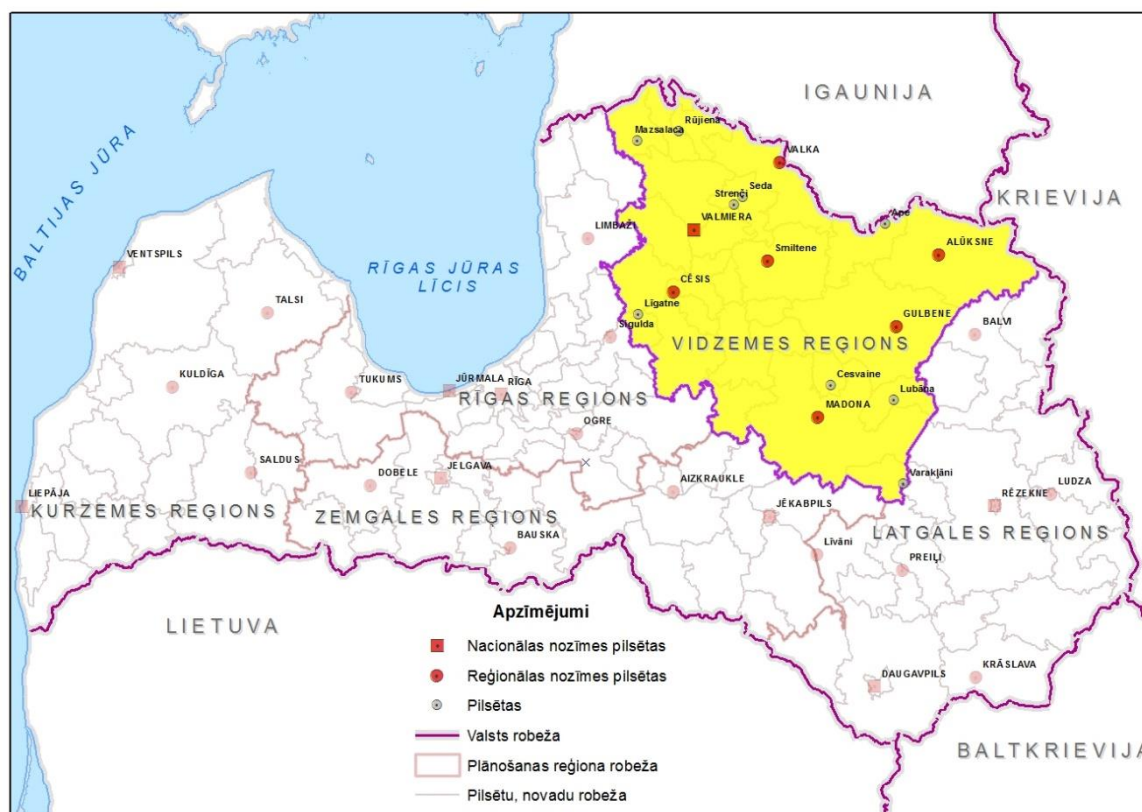 IGAUNIJA
BALTIJAS JŪRA
Mazsalaca
Rūjiena
VALKA
KRIEVIJA
Strenči
Seda
VALMIERA
Ape
LIMBAŽI
ALŪKSNE
Smiltene
VENTSPILS
RĪGAS JŪRAS
LĪCIS
CĒSIS
TALSI
Līgatne
Sigulda
GULBENE
BALVI
VIDZEMES REĢIONS
KULDĪGA
TUKUMS
JŪRMALA
RĪGA
Cesvaine
Lubāna
RĪGAS REĢIONS
MADONA
OGRE
SALDUS
DOBELE
JELGAVA
AIZKRAUKLE
Varakļāni
LUDZA
LIEPĀJA
RĒZEKNE
KURZEMES REĢIONS
ZEMGALES REĢIONS
JĒKABPILS
LATGALES REĢIONS
BAUSKA
Līvāni
PREIĻI
LIETUVA
Apzīmējumi
Nacionālas nozīmes pilsētas
Reģionālas nozīmes pilsētas
Pilsētas
Valsts robeža
Plānošanas reģiona robeža
Pilsētu, novadu robeža
DAUGAVPILS
KRĀSLAVA
BALTKRIEVIJA